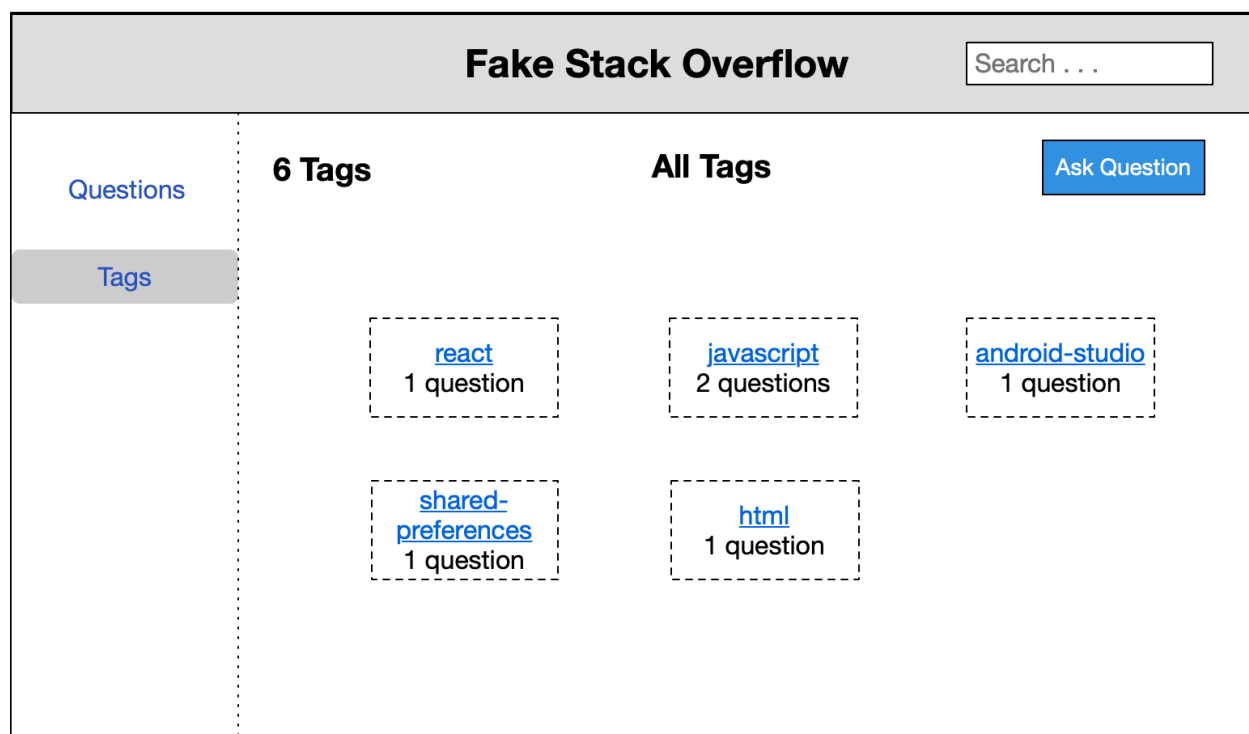 Fake Stack Overflow
Search . . .
Questions
Tags
6 Tags
All Tags
Ask Question
react
1 question
javascript
2 questions
android-studio
1 question
shared-
preferences
1 question
html
1 question